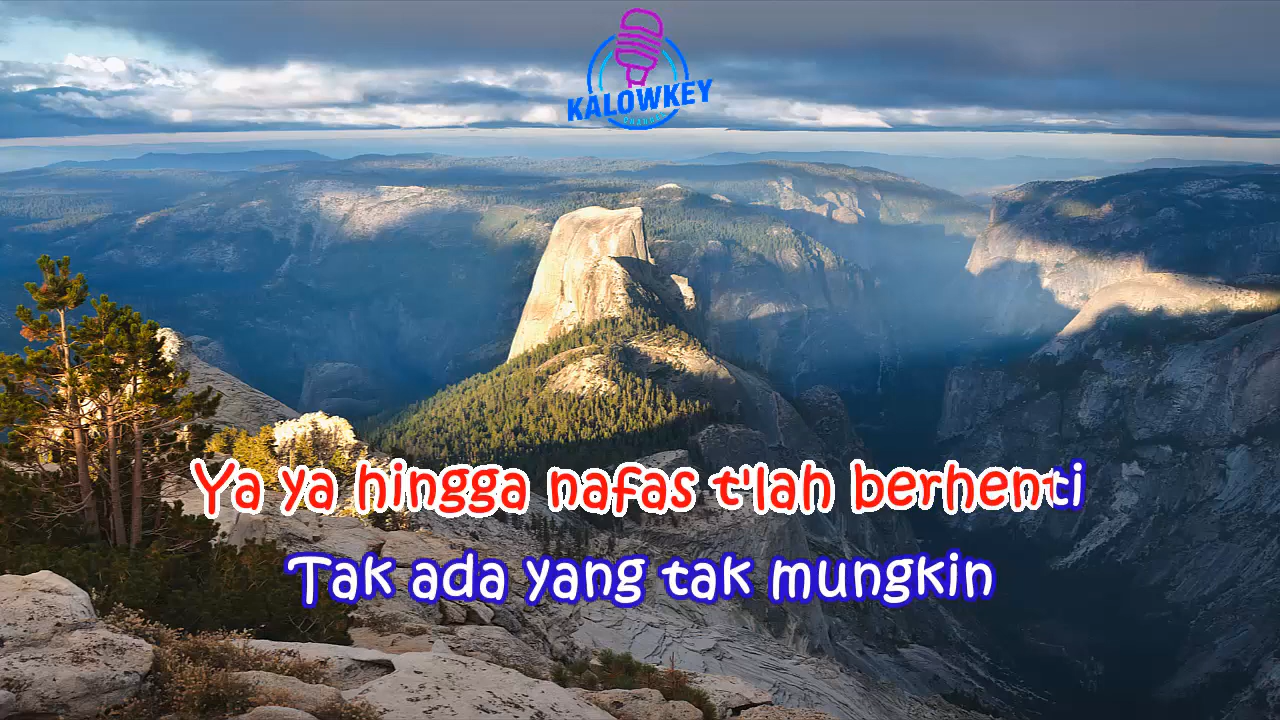 KALOWKEY
Ya ya hingga nafas t'lah berhenti
Tak ada yang tak mungkin